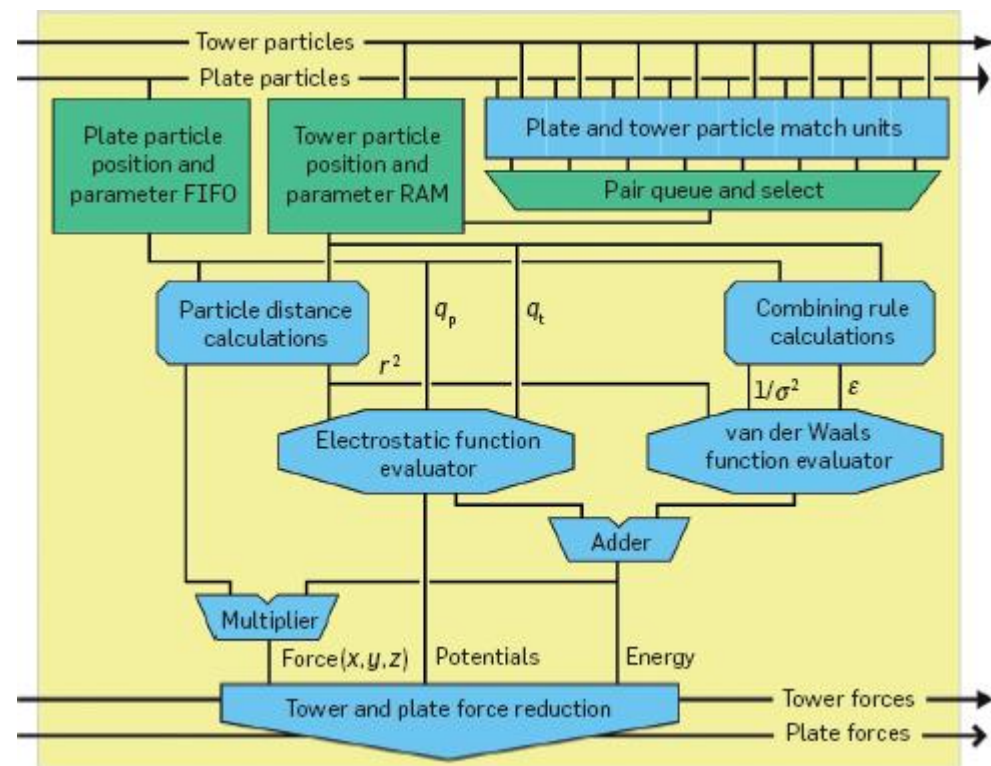 Tower particles
Plate particles
Plate particle
position and
parameter FIFO
Tower particle
position and
parameter RAM
Plate and tower particle match units
Pair queue and select
Particle distance
calculations
qp
qt
Combining rule
calculations
r²
1/σ²
ε
Electrostatic function
evaluator
van der Waals
function evaluator
Adder
Multiplier
Force(x,y,z)
Potentials
Energy
Tower and plate force reduction
Tower forces
Plate forces